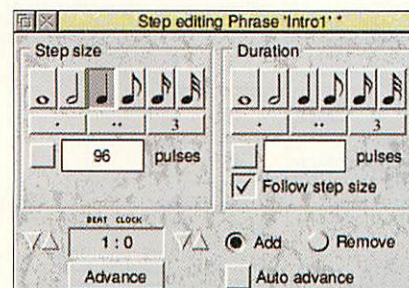 Step editing Phrase 'Intro1' *
Step size
Duration
. .. 3
. .. 3
96 pulses
pulses
Follow step size
BEAT CLOCK
1 : 0
Add
Remove
Advance
Auto advance